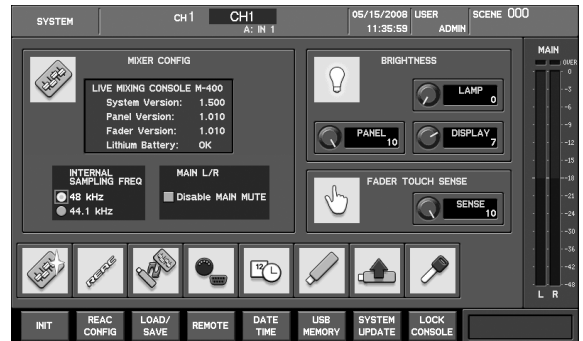 SYSTEM
CH1
CH1
A: IN 1
05/15/2008
11:35:59
USER
ADMIN
SCENE 000
MIXER CONFIG
LIVE MIXING CONSOLE M-400
System Version: 1.500
Panel Version: 1.010
Fader Version: 1.010
Lithium Battery: OK
INTERNAL
SAMPLING FREQ
48 kHz
44.1 kHz
MAIN L/R
Disable MAIN MUTE
BRIGHTNESS
LAMP
0
PANEL
10
DISPLAY
7
FADER TOUCH SENSE
SENSE
10
MAIN
OVER
0
-3
-6
-9
-12
-15
-18
-21
-24
-30
-36
-42
-48
L R
REAC
12
INIT
REAC
CONFIG
LOAD/
SAVE
REMOTE
DATE
TIME
USB
MEMORY
SYSTEM
UPDATE
LOCK
CONSOLE